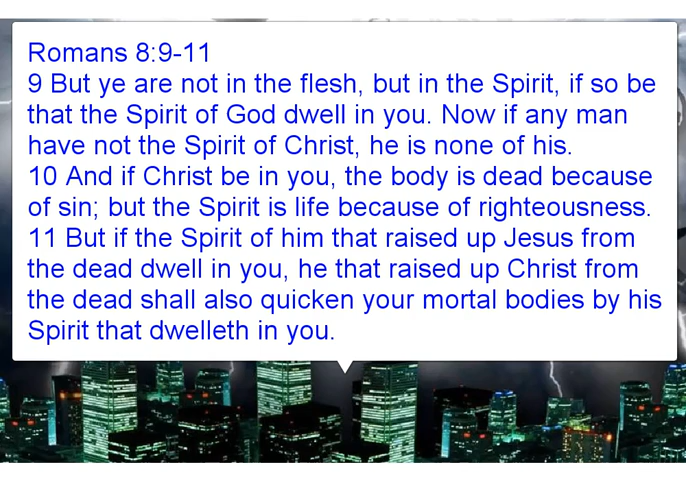 Romans 8:9-11
9 But ye are not in the flesh, but in the Spirit, if so be
that the Spirit of God dwell in you. Now if any man
have not the Spirit of Christ, he is none of his.
10 And if Christ be in you, the body is dead because
of sin; but the Spirit is life because of righteousness.
11 But if the Spirit of him that raised up Jesus from
the dead dwell in you, he that raised up Christ from
the dead shall also quicken your mortal bodies by his
Spirit that dwelleth in you.